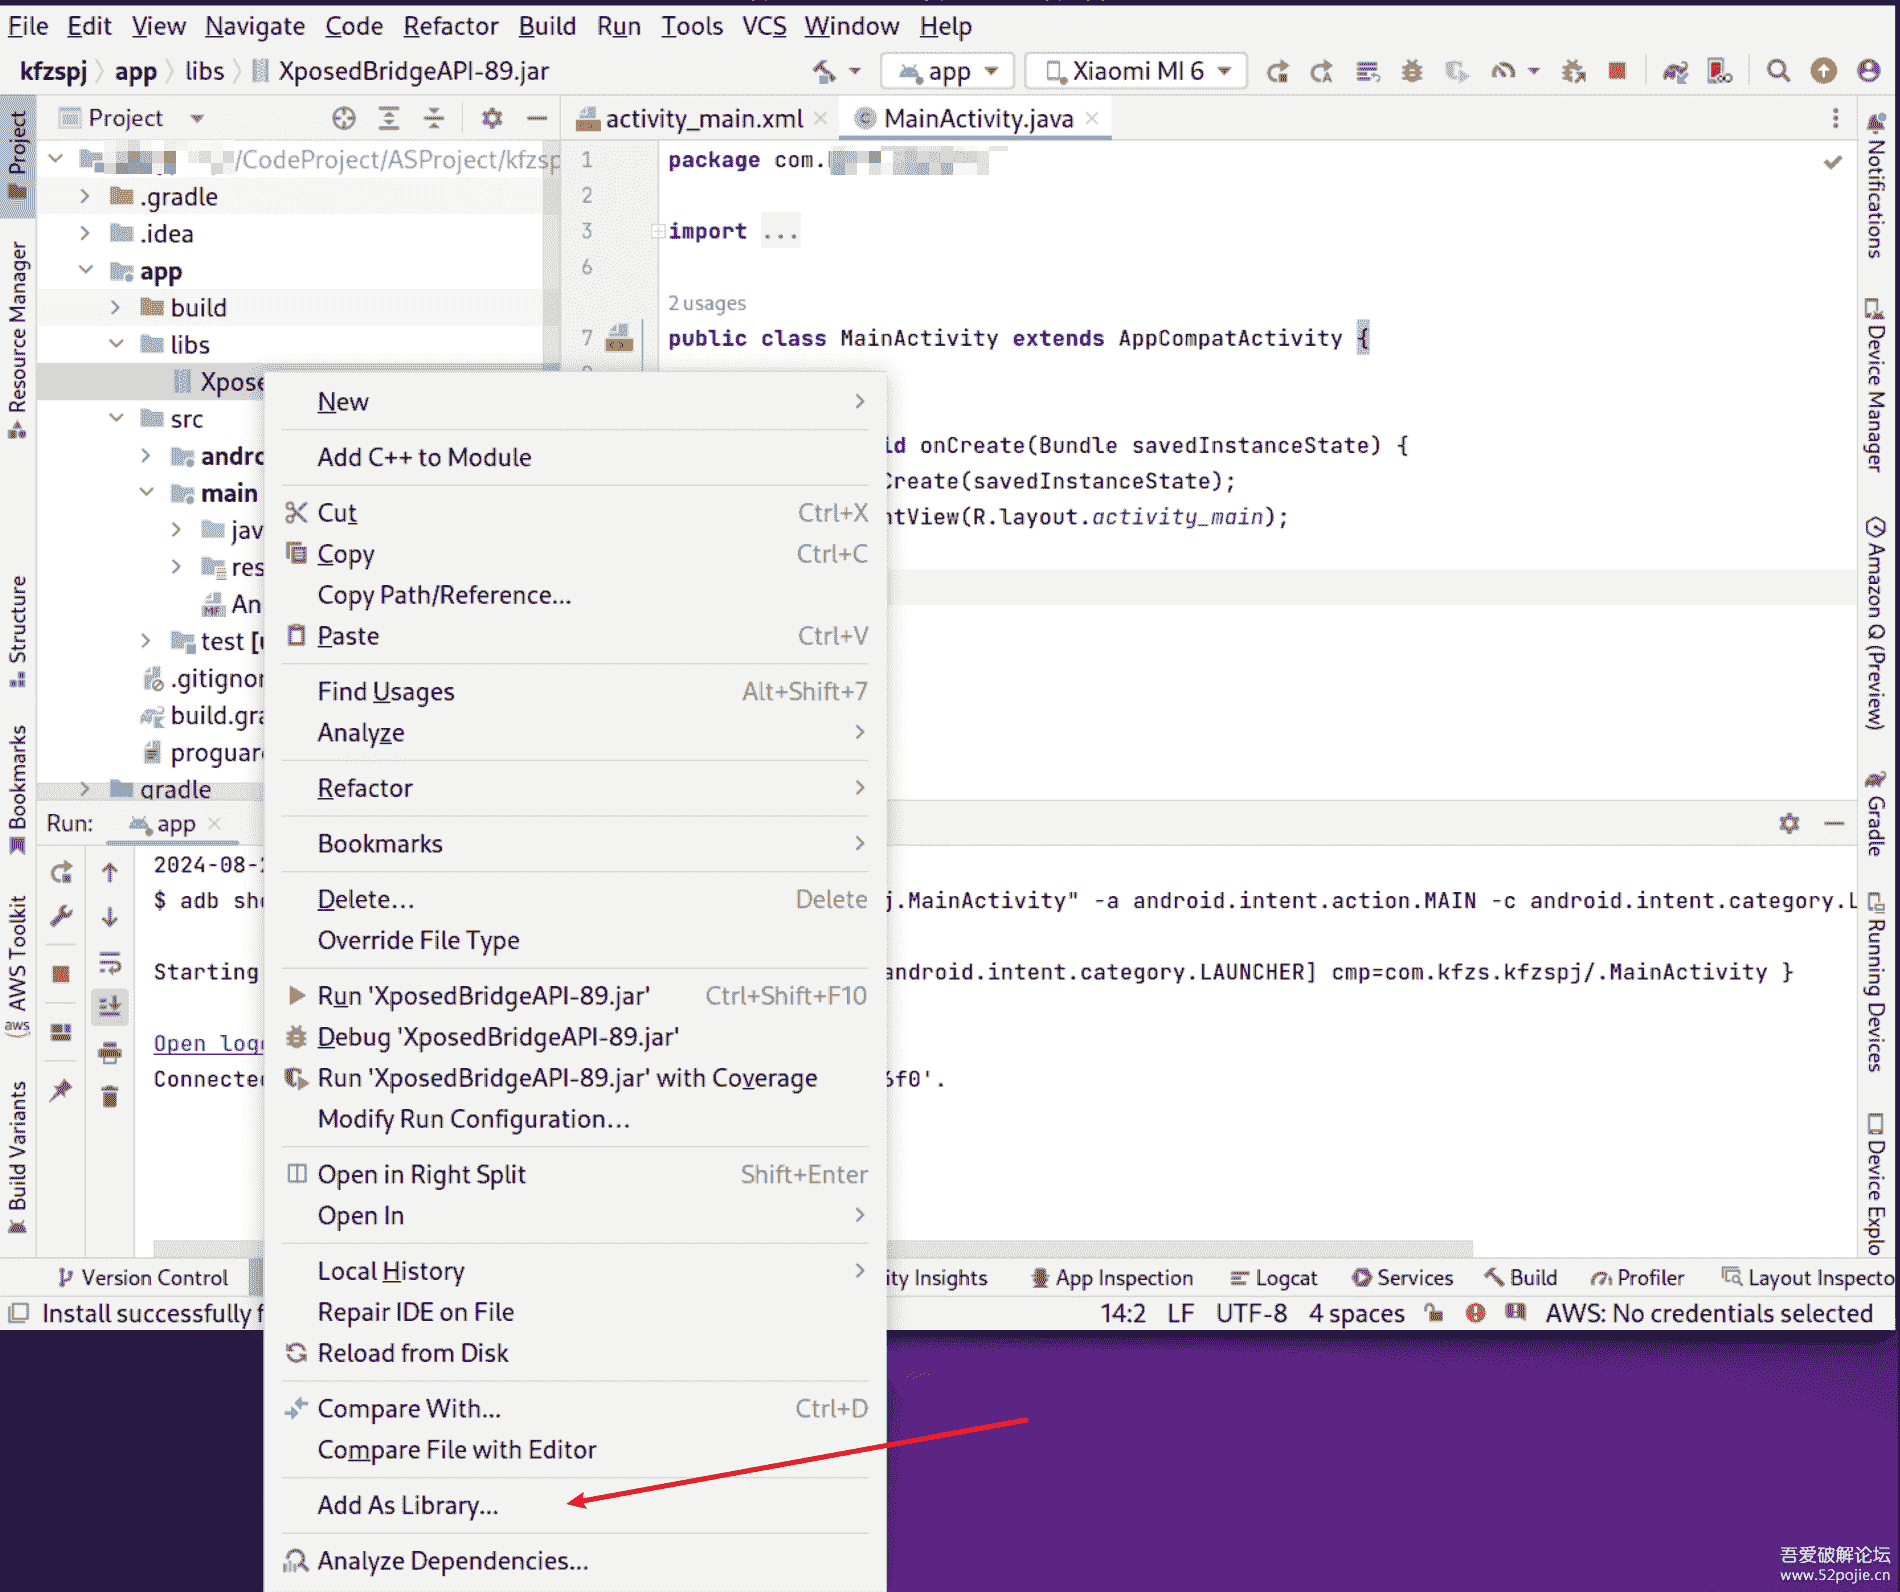 File Edit View Navigate Code Refactor Build Run Tools VCS Window Help
kfzspj app libs XposedBridgeAPI-89.jar app Xiaomi MI 6
Project
activity_main.xml MainActivity.java
/CodeProject/ASProject/kfzsp
.gradle
.idea
app
build
libs
Xpose
src
andro
main
jav
res
An
test [
.gitignor
build.gra
proguar
gradle
1 package com.
2
3 import ...
6
2 usages
7 public class MainActivity extends AppCompatActivity {
id onCreate(Bundle savedInstanceState) {
Create(savedInstanceState);
ntView(R.layout.activity_main);
New
Add C++ to Module
Cut Ctrl+X
Copy Ctrl+C
Copy Path/Reference...
Paste Ctrl+V
Find Usages Alt+Shift+7
Analyze
Refactor
Bookmarks
Delete... Delete
Override File Type
Run 'XposedBridgeAPI-89.jar' Ctrl+Shift+F10
Debug 'XposedBridgeAPI-89.jar'
Run 'XposedBridgeAPI-89.jar' with Coverage
Modify Run Configuration...
Open in Right Split Shift+Enter
Open In
Local History
Repair IDE on File
Reload from Disk
Compare With... Ctrl+D
Compare File with Editor
Add As Library...
Analyze Dependencies...
Run: app
2024-08-
$ adb sh
j.MainActivity" -a android.intent.action.MAIN -c android.intent.category.L
Starting
android.intent.category.LAUNCHER] cmp=com.kfzs.kfzspj/.MainActivity }
Open log
Connected
6f0'.
Project
Resource Manager
Structure
Bookmarks
AWS Toolkit
aws
Build Variants
Notifications
Device Manager
Amazon Q (Preview)
Gradle
Running Devices
Device Explo
Version Control
ity Insights App Inspection Logcat Services Build Profiler Layout Inspecto
Install successfully f
14:2 LF UTF-8 4 spaces AWS: No credentials selected
吾爱破解论坛
www.52pojie.cn